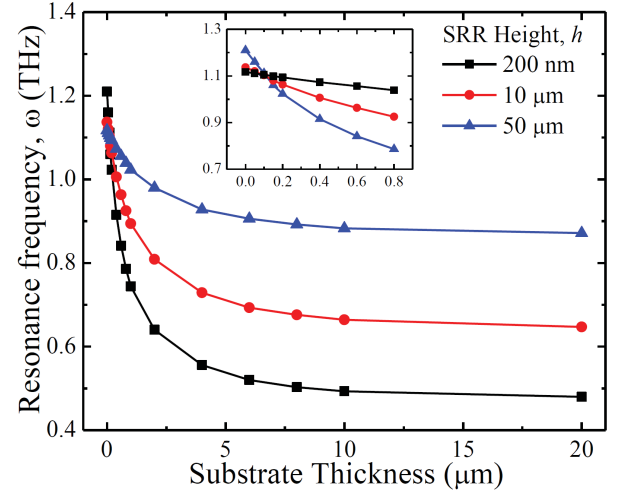 SRR Height, h
200 nm
10 μm
50 μm
1.3
1.1
0.9
0.7
0.0 0.2 0.4 0.6 0.8
Resonance frequency, ω (THz)
1.4
1.2
1.0
0.8
0.6
0.4
0 5 10 15 20
Substrate Thickness (μm)